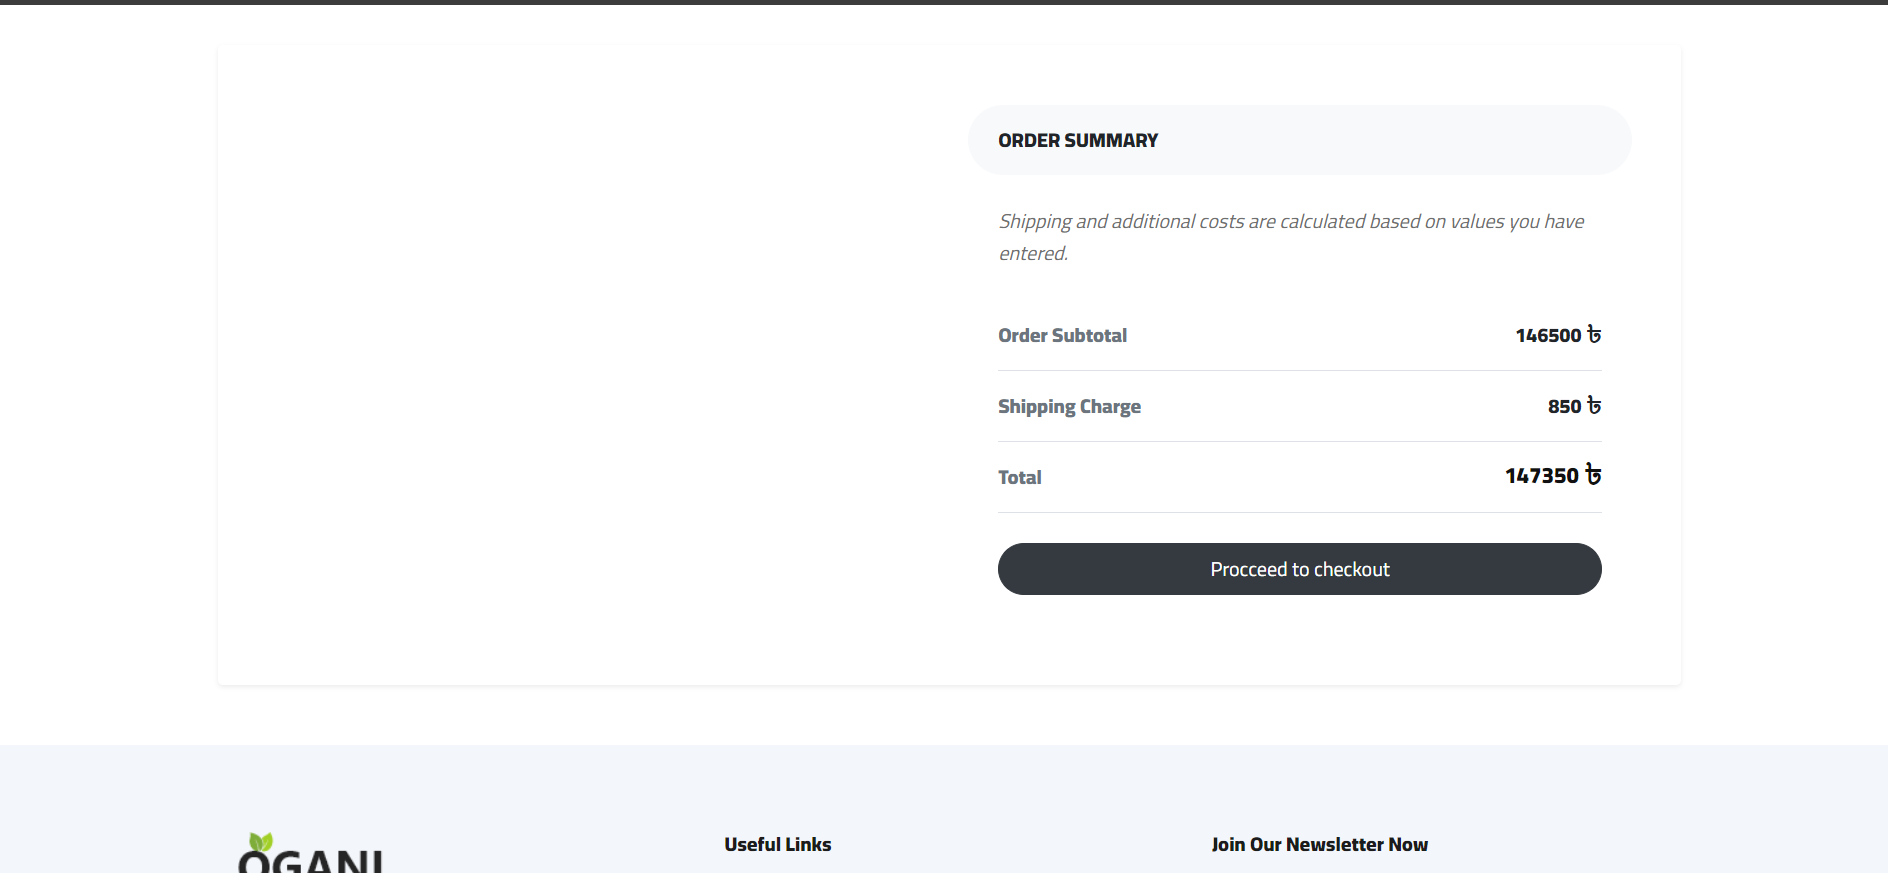 ORDER SUMMARY
Shipping and additional costs are calculated based on values you have
entered.
Order Subtotal 146500 ৳
Shipping Charge 850 ৳
Total 147350 ৳
Procceed to checkout
OGANI
Useful Links
Join Our Newsletter Now